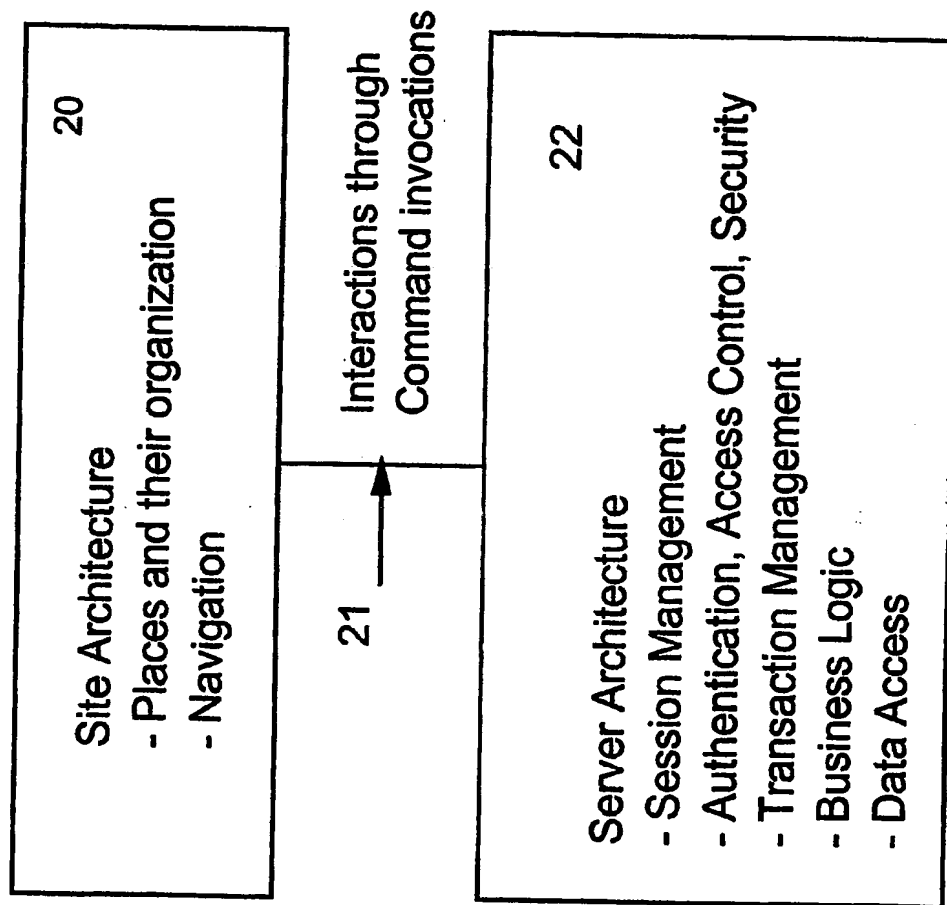 20
Site Architecture
- Places and their organization
- Navigation
21
Interactions through
Command invocations
22
Server Architecture
- Session Management
- Authentication, Access Control, Security
- Transaction Management
- Business Logic
- Data Access